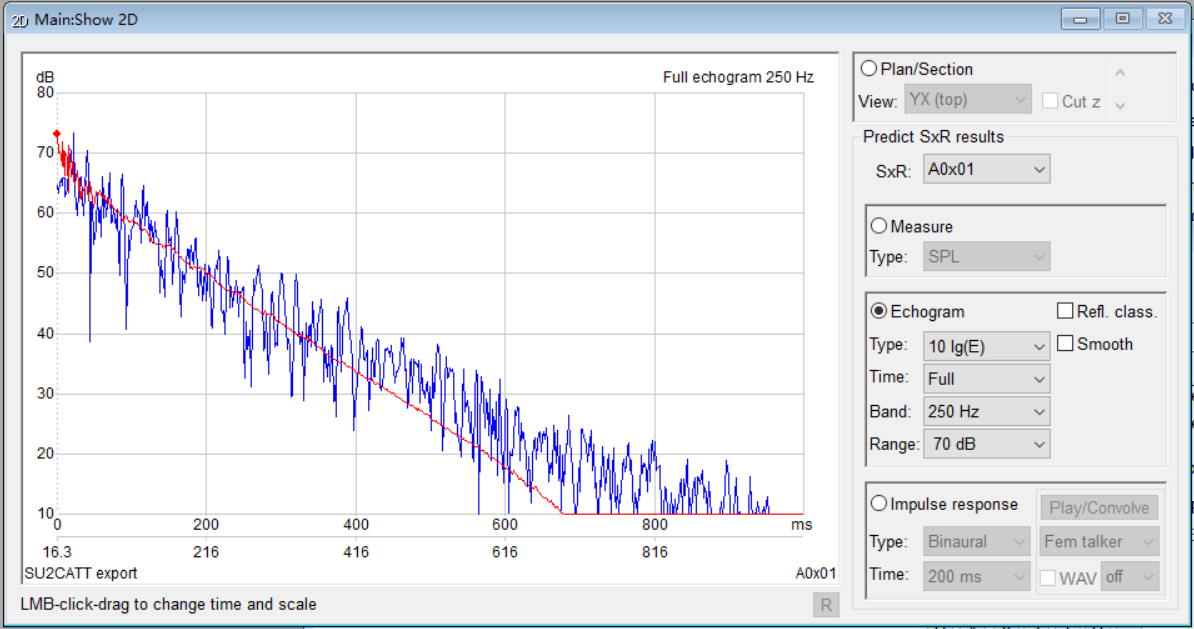 2D Main:Show 2D
dB
Full echogram 250 Hz
80
70
60
50
40
30
20
10
0 200 400 600 800 ms
16.3 216 416 616 816
SU2CATT export A0x01
LMB-click-drag to change time and scale R
Plan/Section
View: YX (top) Cut z
Predict SxR results
SxR: A0x01
Measure
Type: SPL
Echogram Refl. class.
Type: 10 lg(E) Smooth
Time: Full
Band: 250 Hz
Range: 70 dB
Impulse response Play/Convolve
Type: Binaural Fem talker
Time: 200 ms WAV off